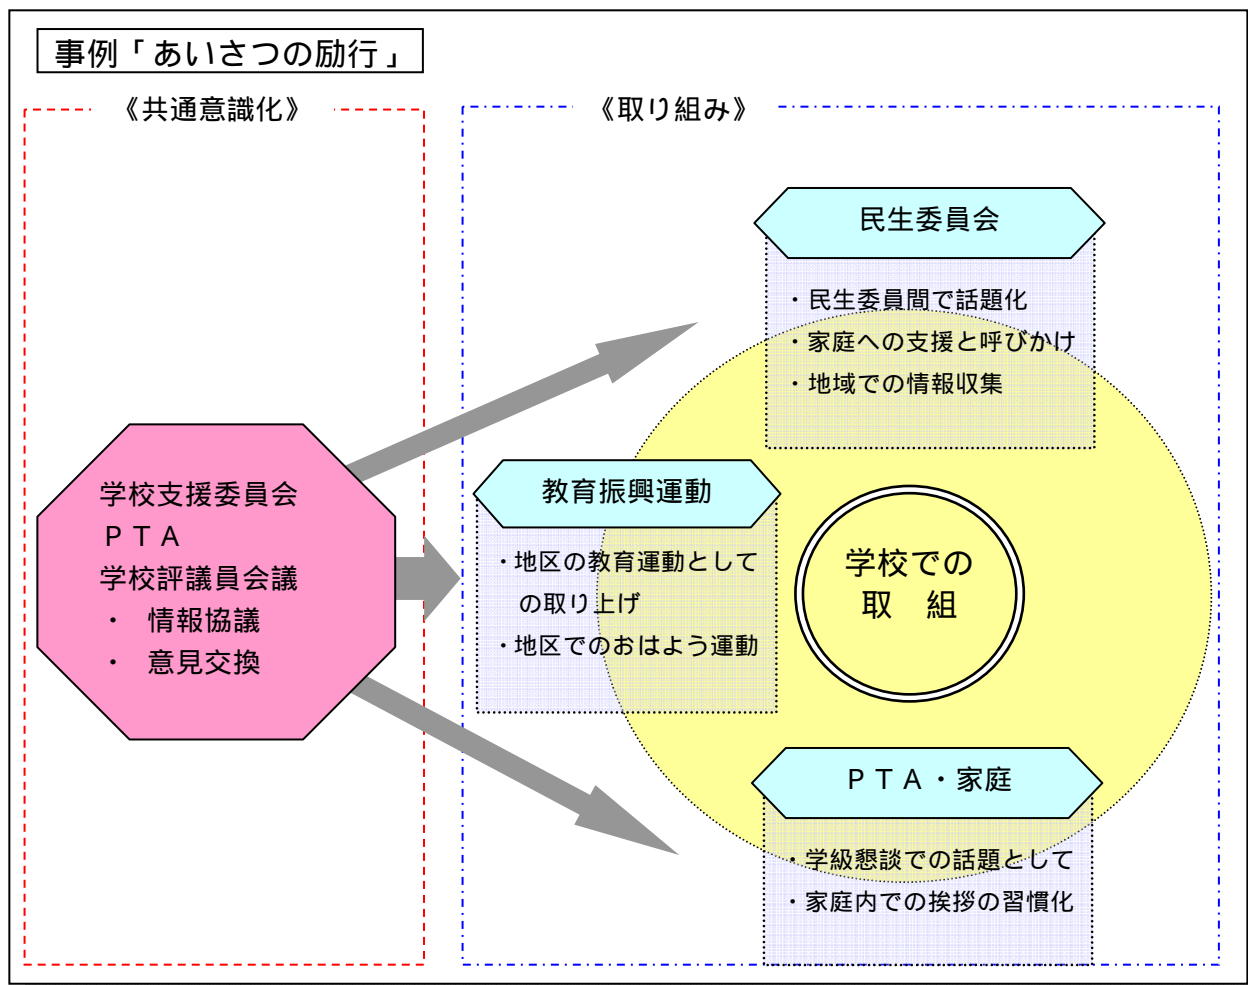 事例「あいさつの励行」
《共通意識化》
《取り組み》
学校支援委員会
ＰＴＡ
学校評議員会議
・　情報協議
・　意見交換
民生委員会
・民生委員間で話題化
・家庭への支援と呼びかけ
・地域での情報収集
教育振興運動
・地区の教育運動として
の取り上げ
・地区でのおはよう運動
学校での
取　組
ＰＴＡ・家庭
・学級懇談での話題として
・家庭内での挨拶の習慣化